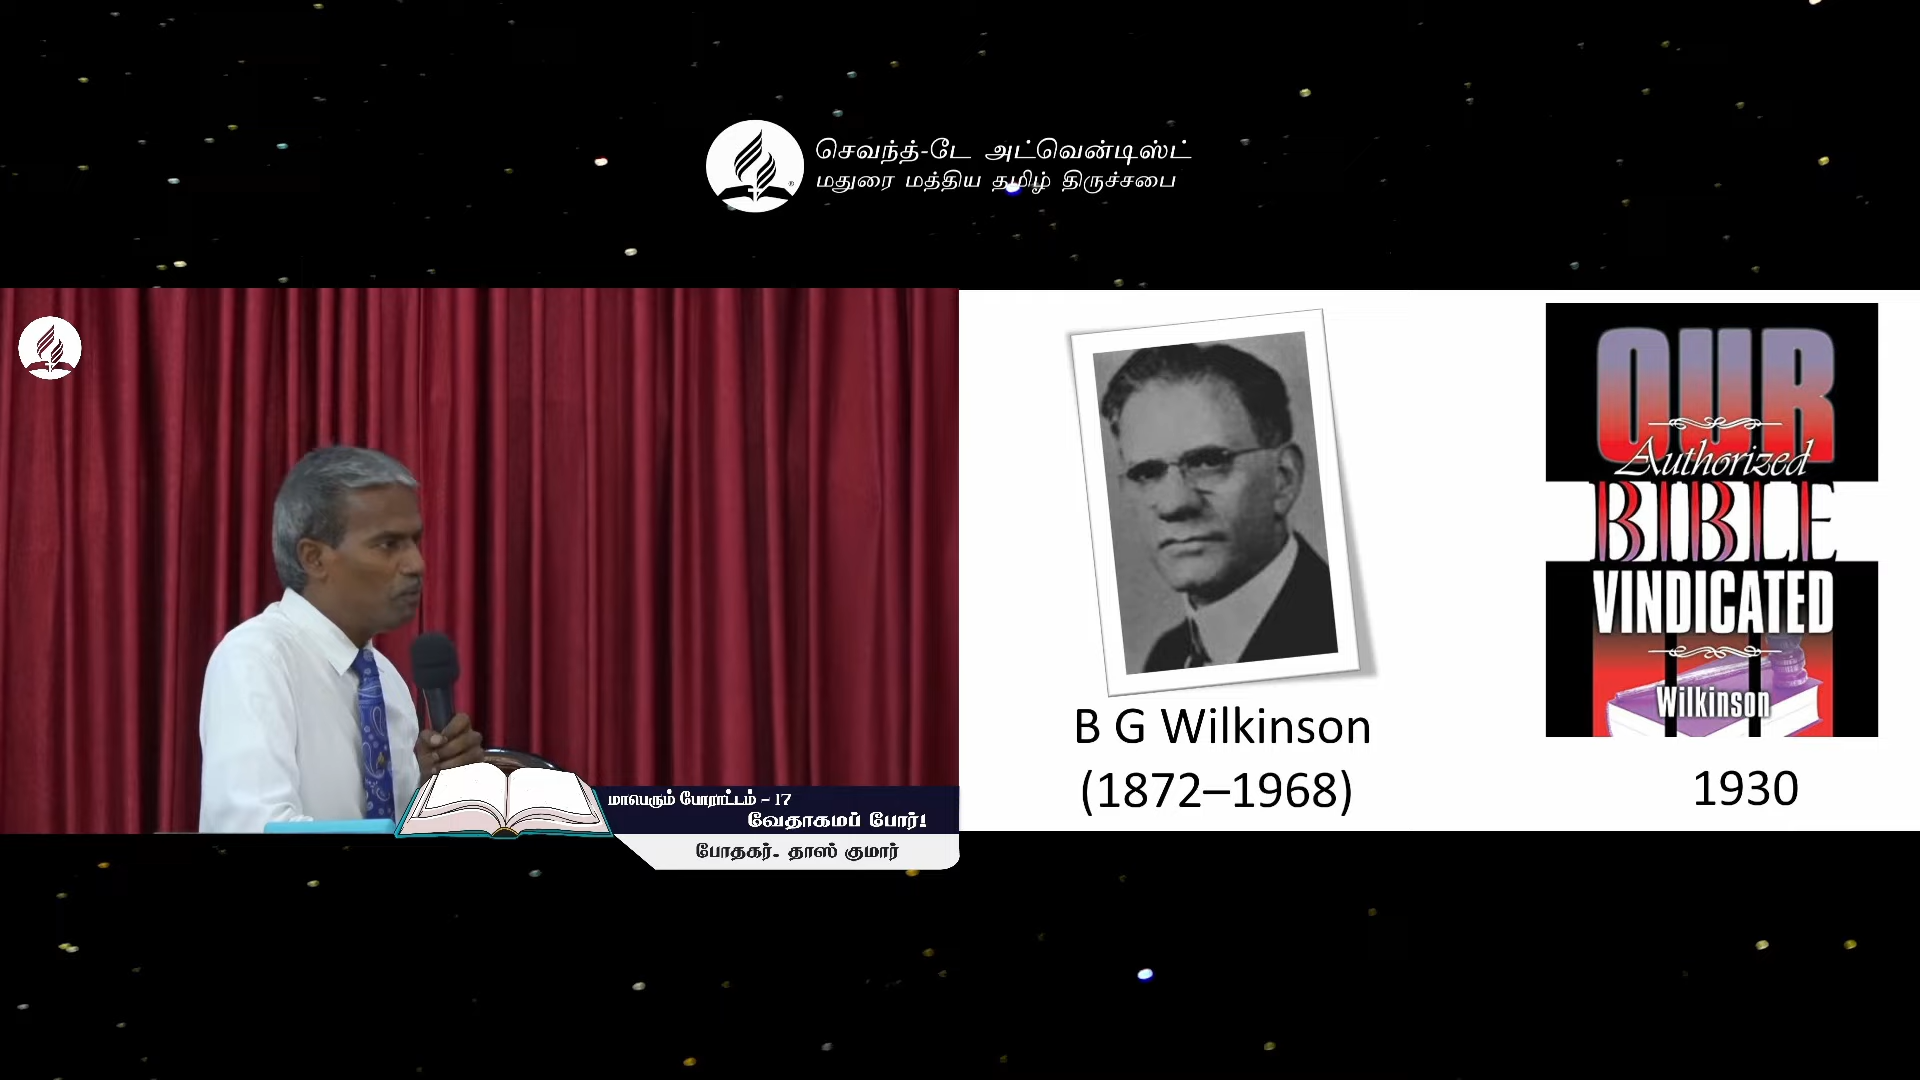 செவந்த்-டே அட்வென்டிஸ்ட்
மதுரை மத்திய தமிழ் திருச்சபை
OUR
Authorized
BIBLE
VINDICATED
Wilkinson
B G Wilkinson
(1872–1968)
1930
மாபெரும் போராட்டம் - 17
வேதாகமப் போர்!
போதகர். தாஸ் குமார்